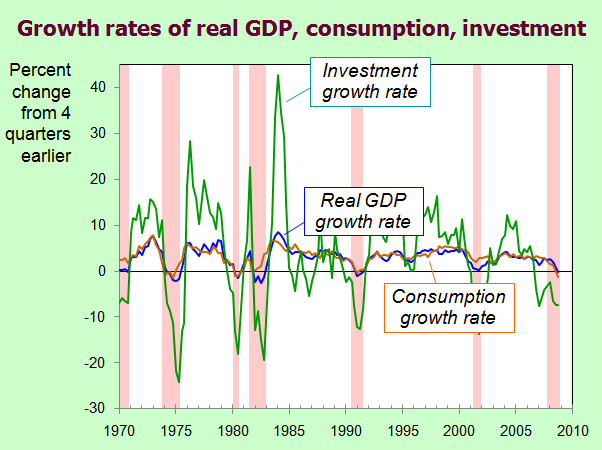 Growth rates of real GDP, consumption, investment
Percent
change
from 4
quarters
earlier
Investment
growth rate
Real GDP
growth rate
Consumption
growth rate
40
30
20
10
0
-10
-20
-30
1970 1975 1980 1985 1990 1995 2000 2005 2010